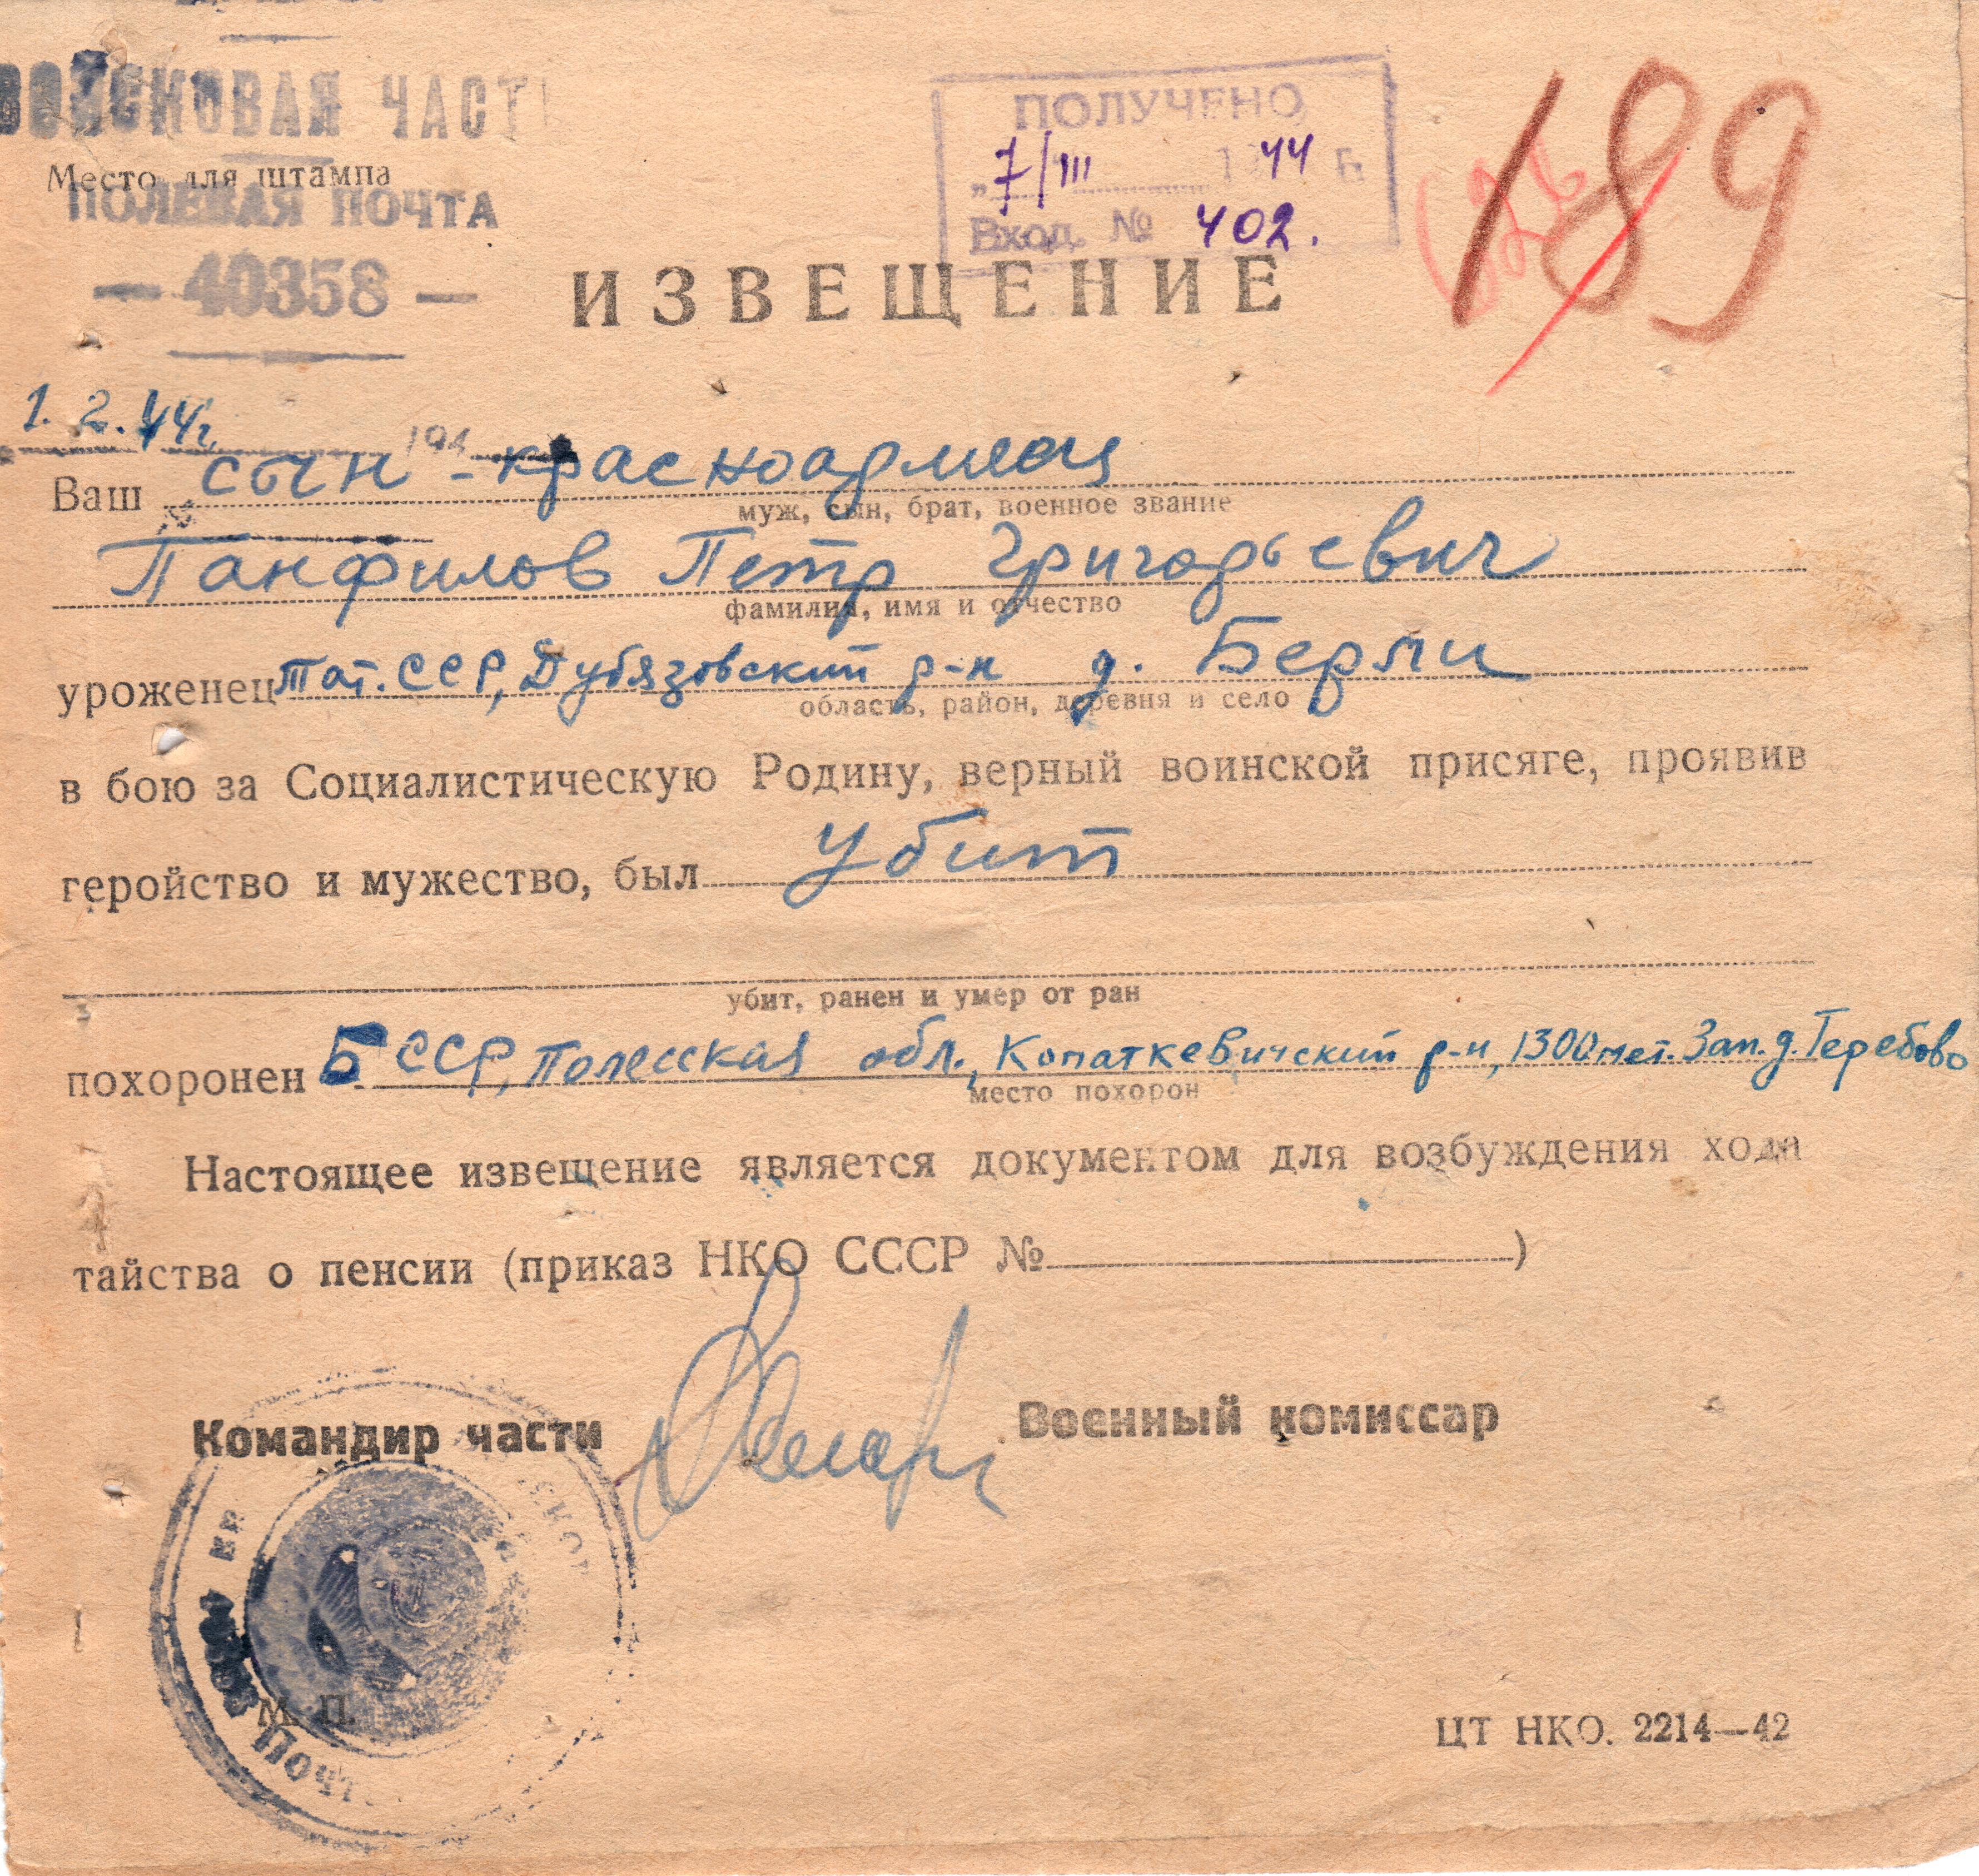 ВОЙСКОВАЯ ЧАСТЬ
Место для штампа
ПОЛЕВАЯ ПОЧТА
— 40358 —
ПОЛУЧЕНО
„7/III 1944 г.
Вход. № 402.
189
ИЗВЕЩЕНИЕ
1. 2. 44г. 194
Ваш сын - красноармеец
муж, сын, брат, военное звание
Панфилов Петр Григорьевич
фамилия, имя и отчество
уроженец Тат. ССР, Дубязовский р-н д. Берли
область, район, деревня и село
в бою за Социалистическую Родину, верный воинской присяге, проявив
геройство и мужество, был убит
убит, ранен и умер от ран
похоронен БССР, Полесская обл., Копаткевичский р-н, 1300 мет. Зап. д. Теребово
место похорон
Настоящее извещение является документом для возбуждения хода
тайства о пенсии (приказ НКО СССР № )
Командир части
Военный комиссар
М. П.
ЦТ НКО. 2214—42